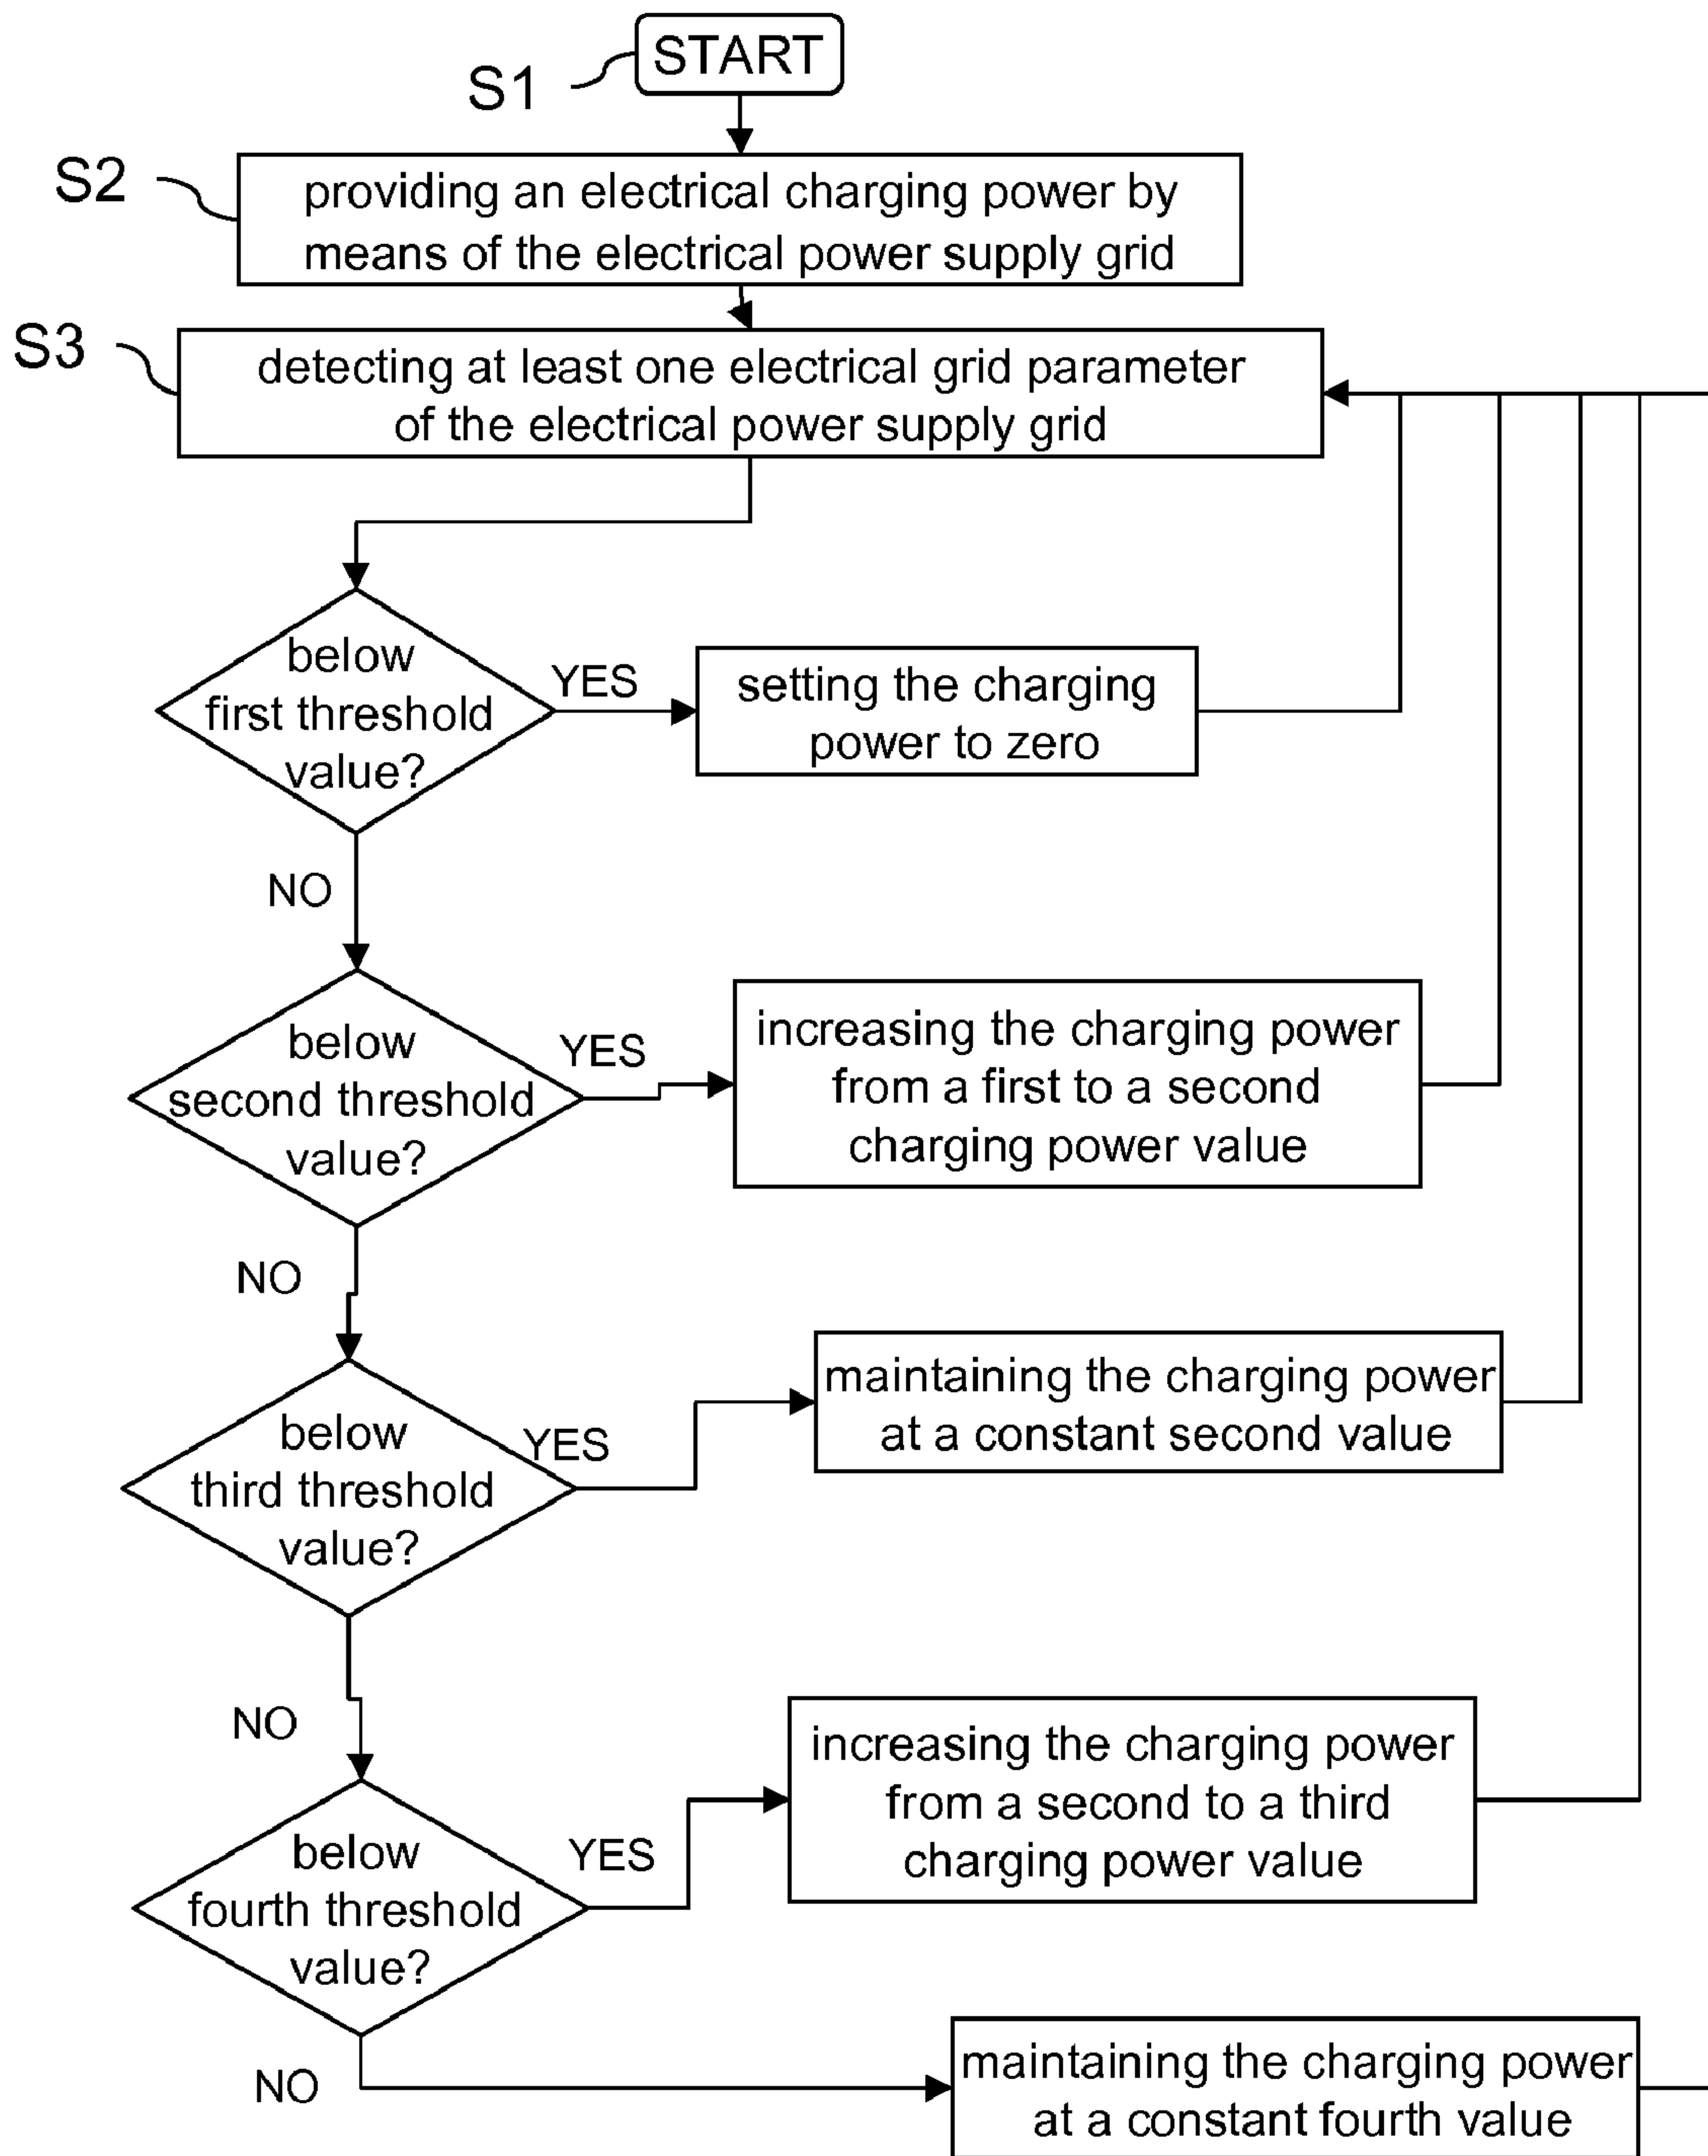 S1
START
S2
providing an electrical charging power by
means of the electrical power supply grid
S3
detecting at least one electrical grid parameter
of the electrical power supply grid
below
first threshold
value?
YES
setting the charging
power to zero
NO
below
second threshold
value?
YES
increasing the charging power
from a first to a second
charging power value
NO
below
third threshold
value?
YES
maintaining the charging power
at a constant second value
NO
below
fourth threshold
value?
YES
increasing the charging power
from a second to a third
charging power value
NO
maintaining the charging power
at a constant fourth value